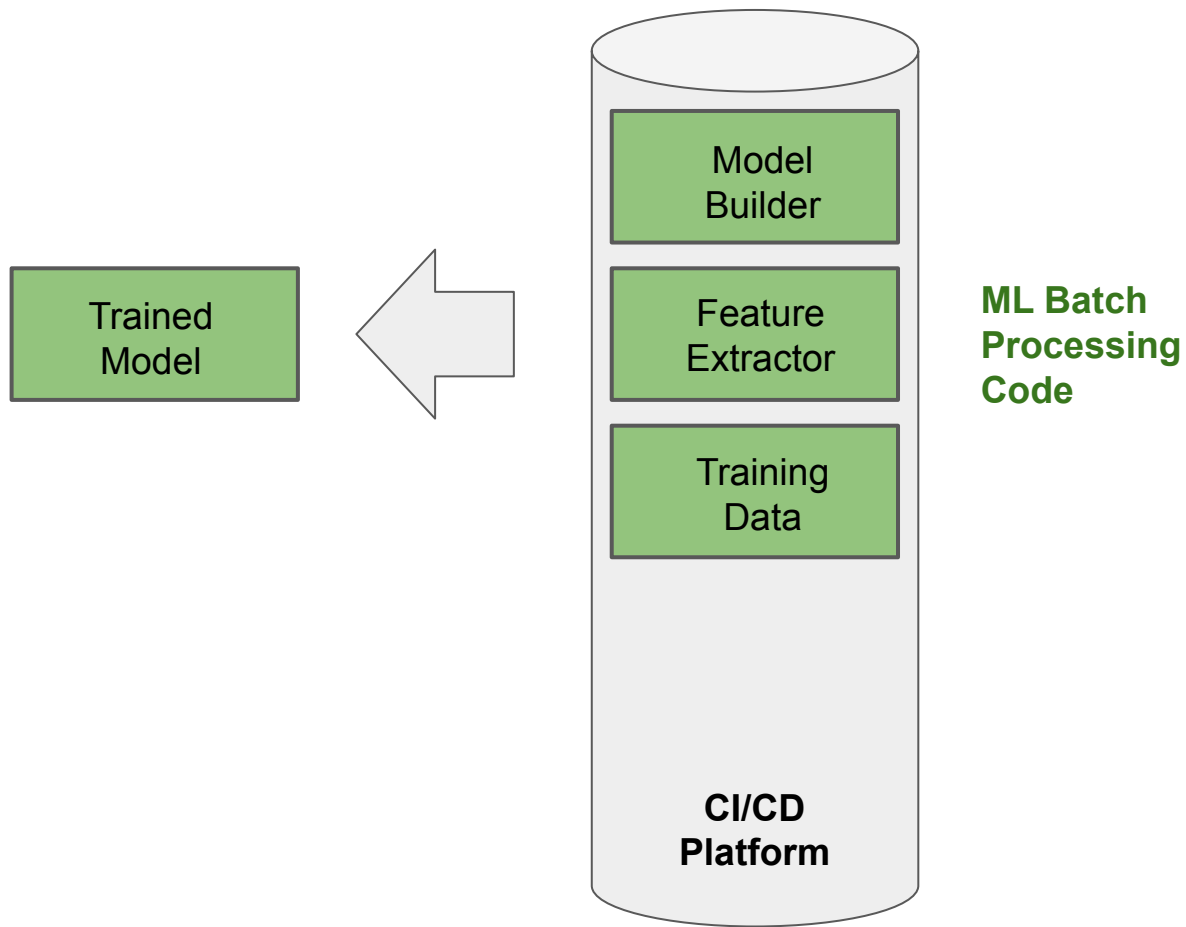 Model
Builder
Trained
Model
Feature
Extractor
ML Batch
Processing
Code
Training
Data
CI/CD
Platform